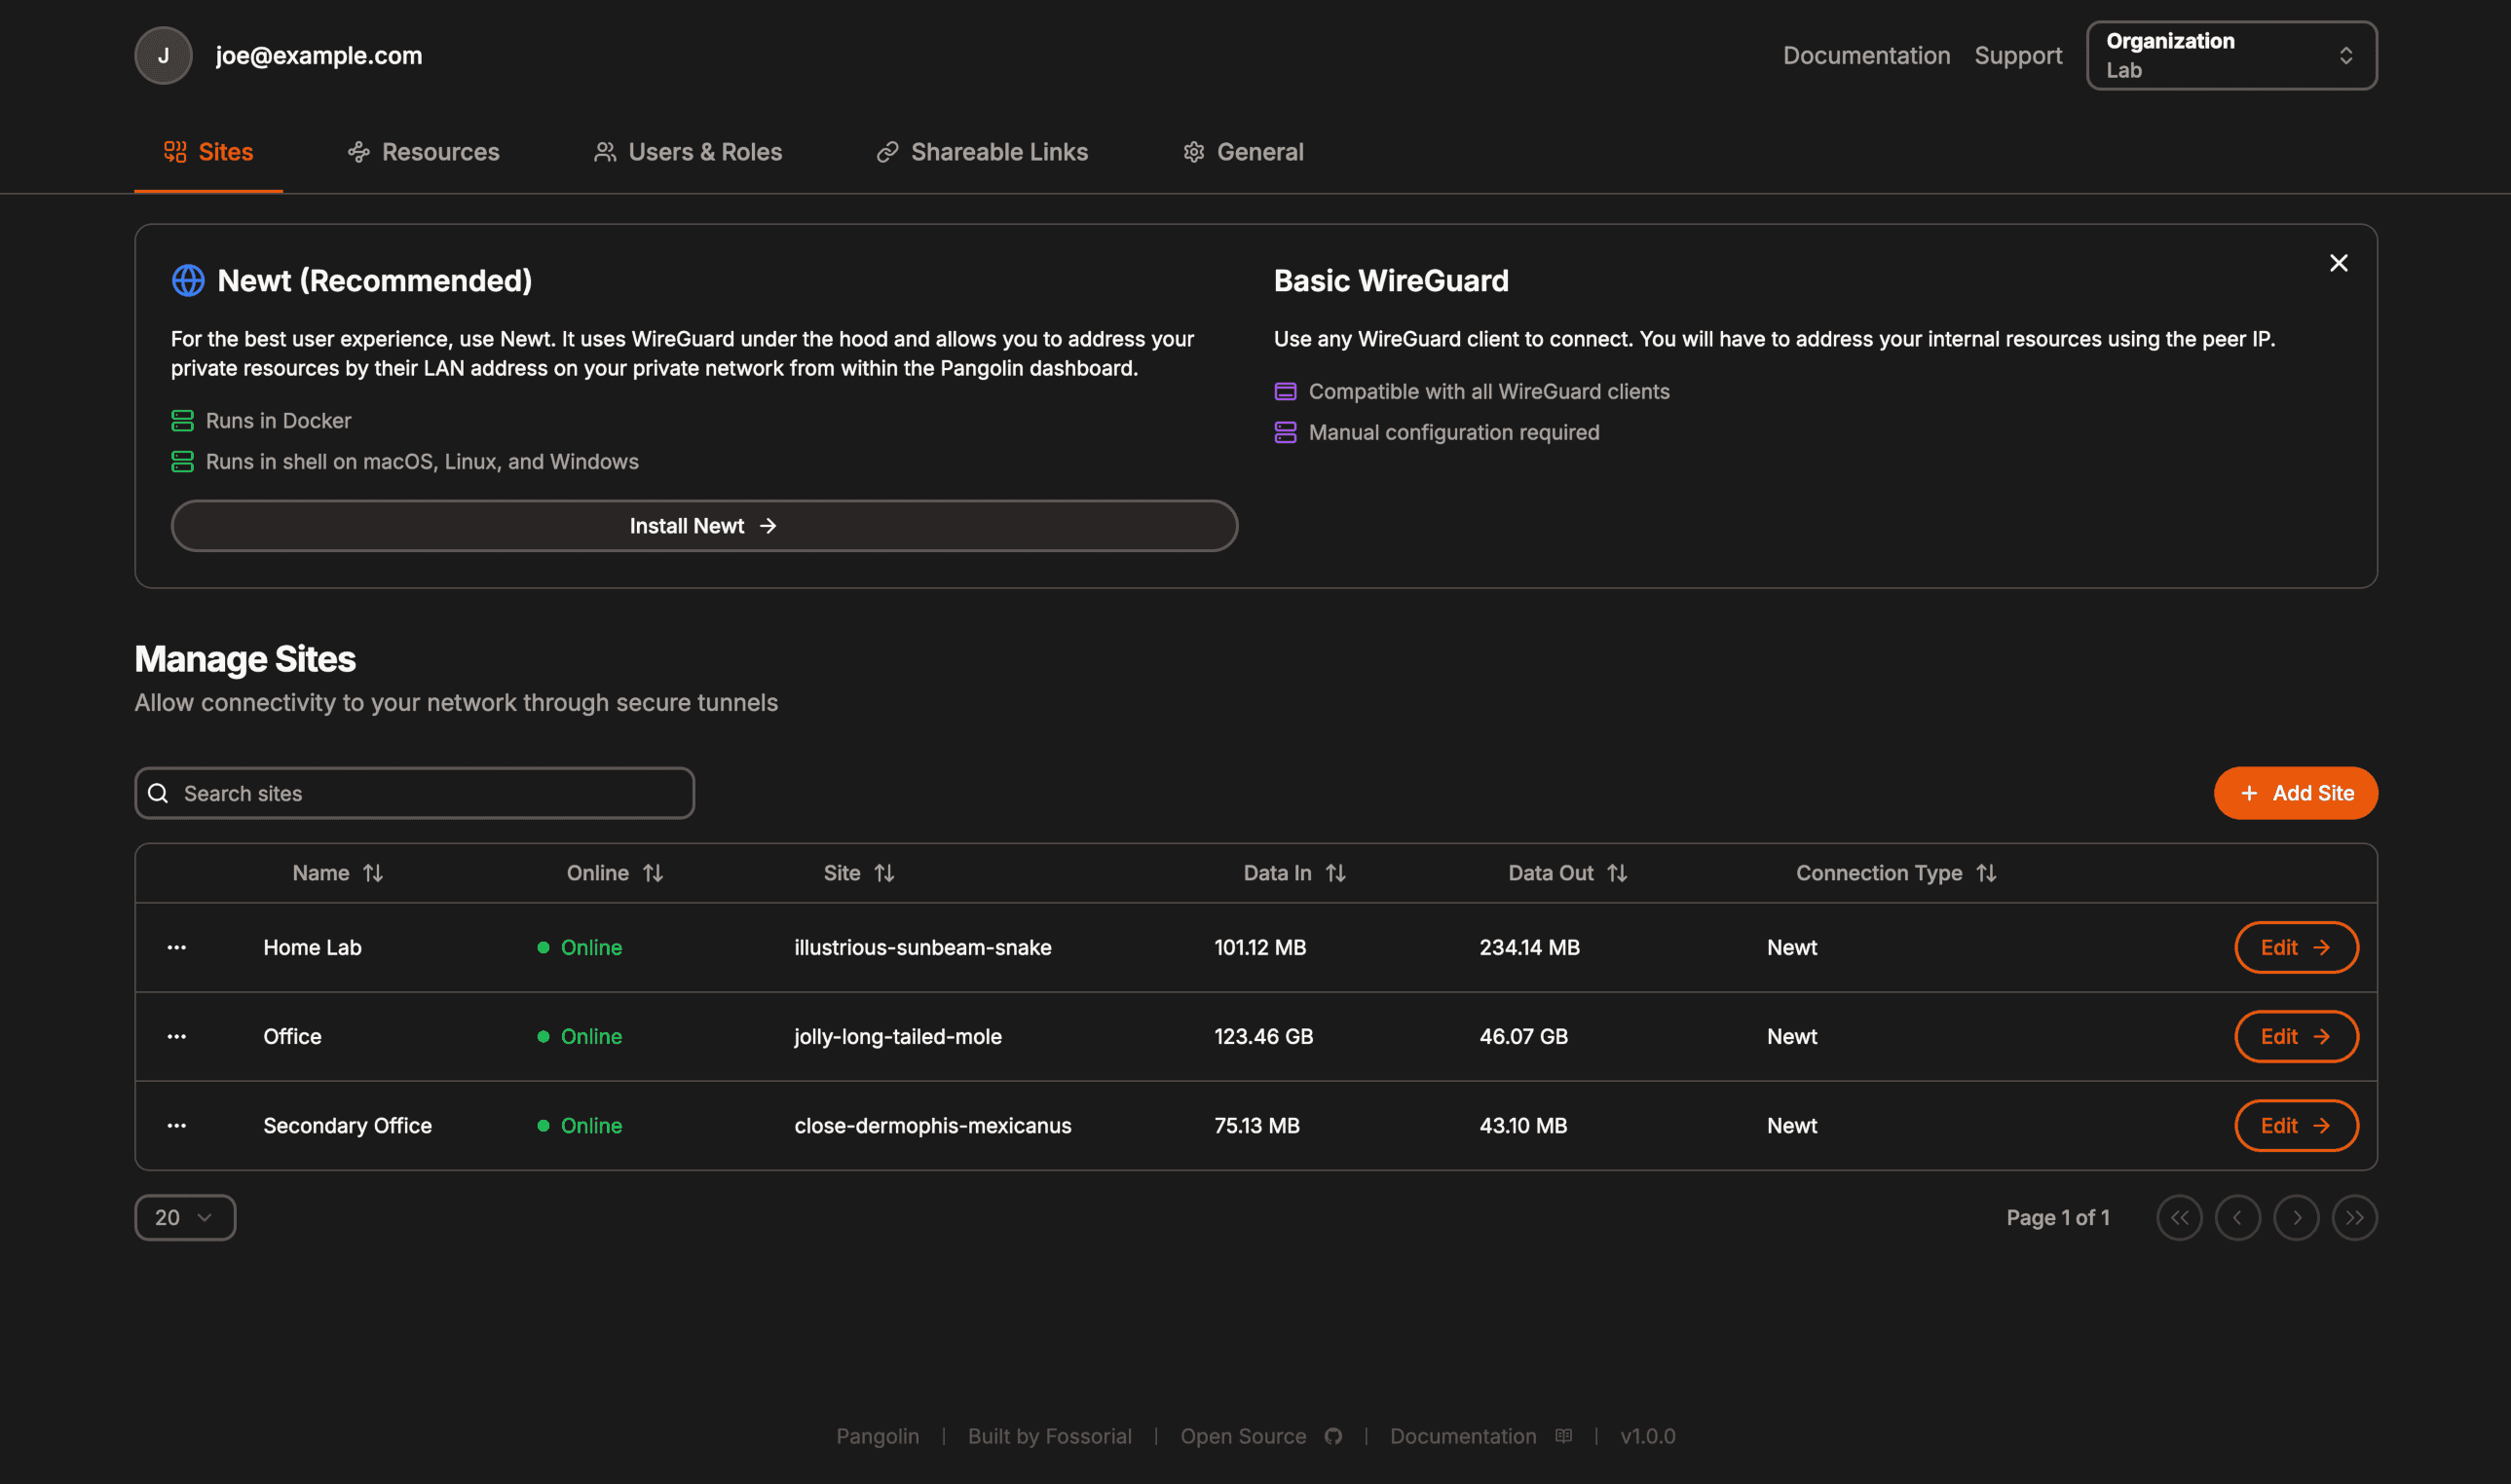 J
joe@example.com
Documentation
Support
Organization
Lab
Sites
Resources
Users & Roles
Shareable Links
General
Newt (Recommended)
For the best user experience, use Newt. It uses WireGuard under the hood and allows you to address your
private resources by their LAN address on your private network from within the Pangolin dashboard.
Runs in Docker
Runs in shell on macOS, Linux, and Windows
Install Newt
Basic WireGuard
Use any WireGuard client to connect. You will have to address your internal resources using the peer IP.
Compatible with all WireGuard clients
Manual configuration required
Manage Sites
Allow connectivity to your network through secure tunnels
Search sites
Add Site
Name Online Site Data In Data Out Connection Type
Home Lab Online illustrious-sunbeam-snake 101.12 MB 234.14 MB Newt Edit
Office Online jolly-long-tailed-mole 123.46 GB 46.07 GB Newt Edit
Secondary Office Online close-dermophis-mexicanus 75.13 MB 43.10 MB Newt Edit
20
Page 1 of 1
Pangolin | Built by Fossorial | Open Source | Documentation | v1.0.0